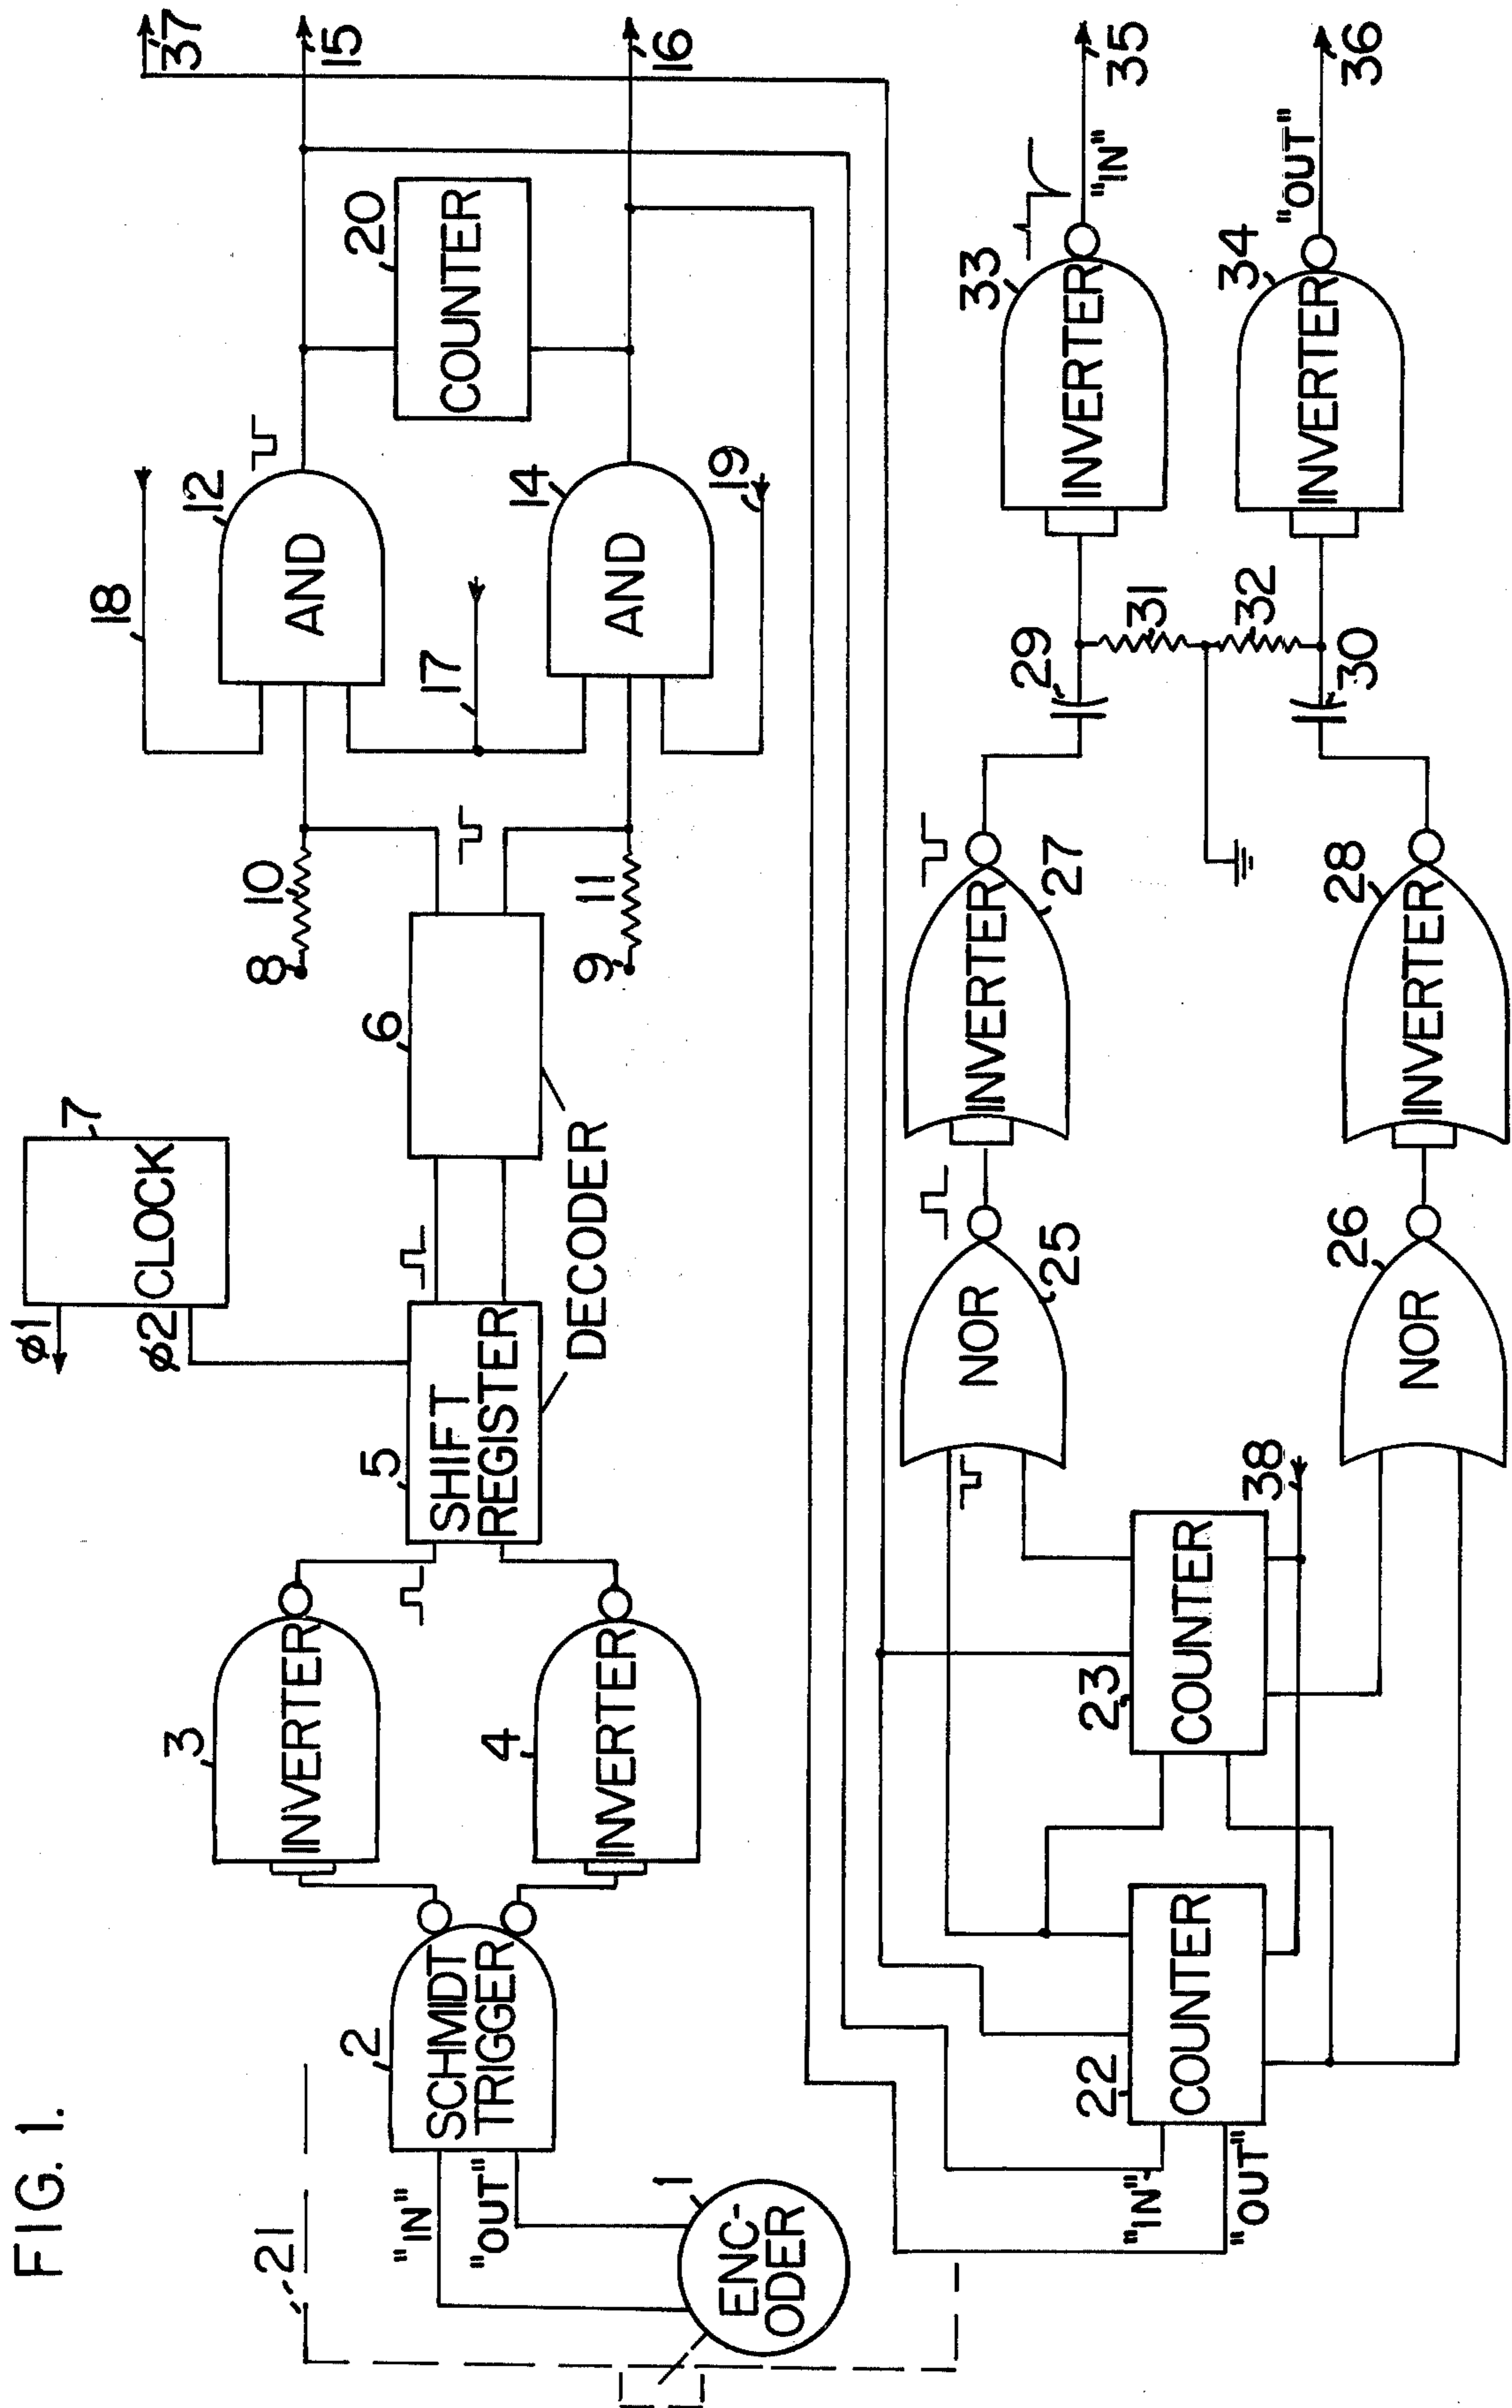 FIG. 1.
21
"IN"
"OUT"
1
ENC-
ODER
2
SCHMIDT
TRIGGER
3
INVERTER
4
INVERTER
5
SHIFT
REGISTER
DECODER
6
7
CLOCK
ø1
ø2
8
10
9
11
12
AND
14
AND
17
18
19
20
COUNTER
37
15
16
"IN"
"OUT"
22
COUNTER
23
COUNTER
38
NOR
25
NOR
26
INVERTER
27
INVERTER
28
29
30
31
32
33
INVERTER
34
INVERTER
"IN"
35
"OUT"
36